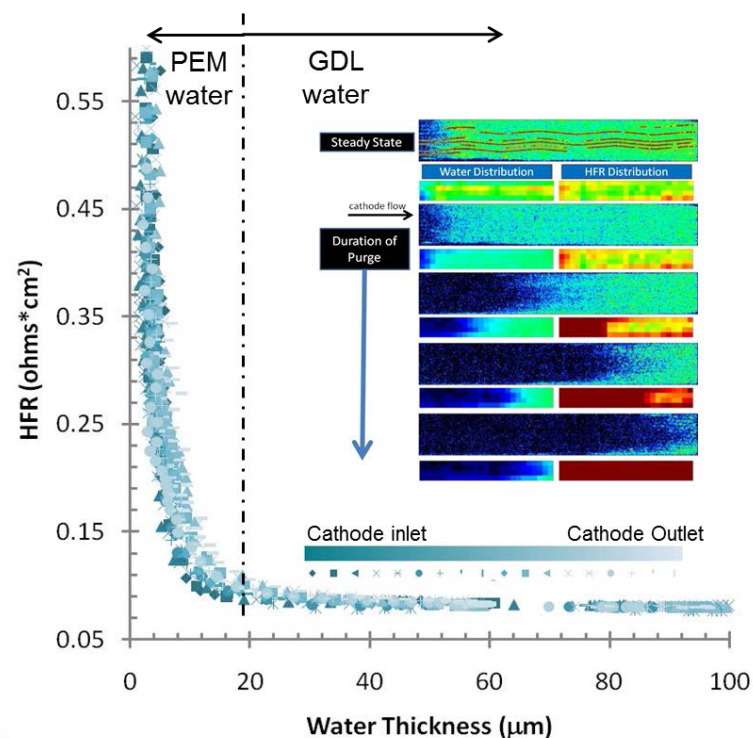 PEM
water
GDL
water
0.55
0.45
0.35
0.25
0.15
0.05
HFR (ohms*cm²)
Steady State
Water Distribution
HFR Distribution
cathode flow
Duration of
Purge
Cathode inlet
Cathode Outlet
0
20
40
60
80
100
Water Thickness (µm)